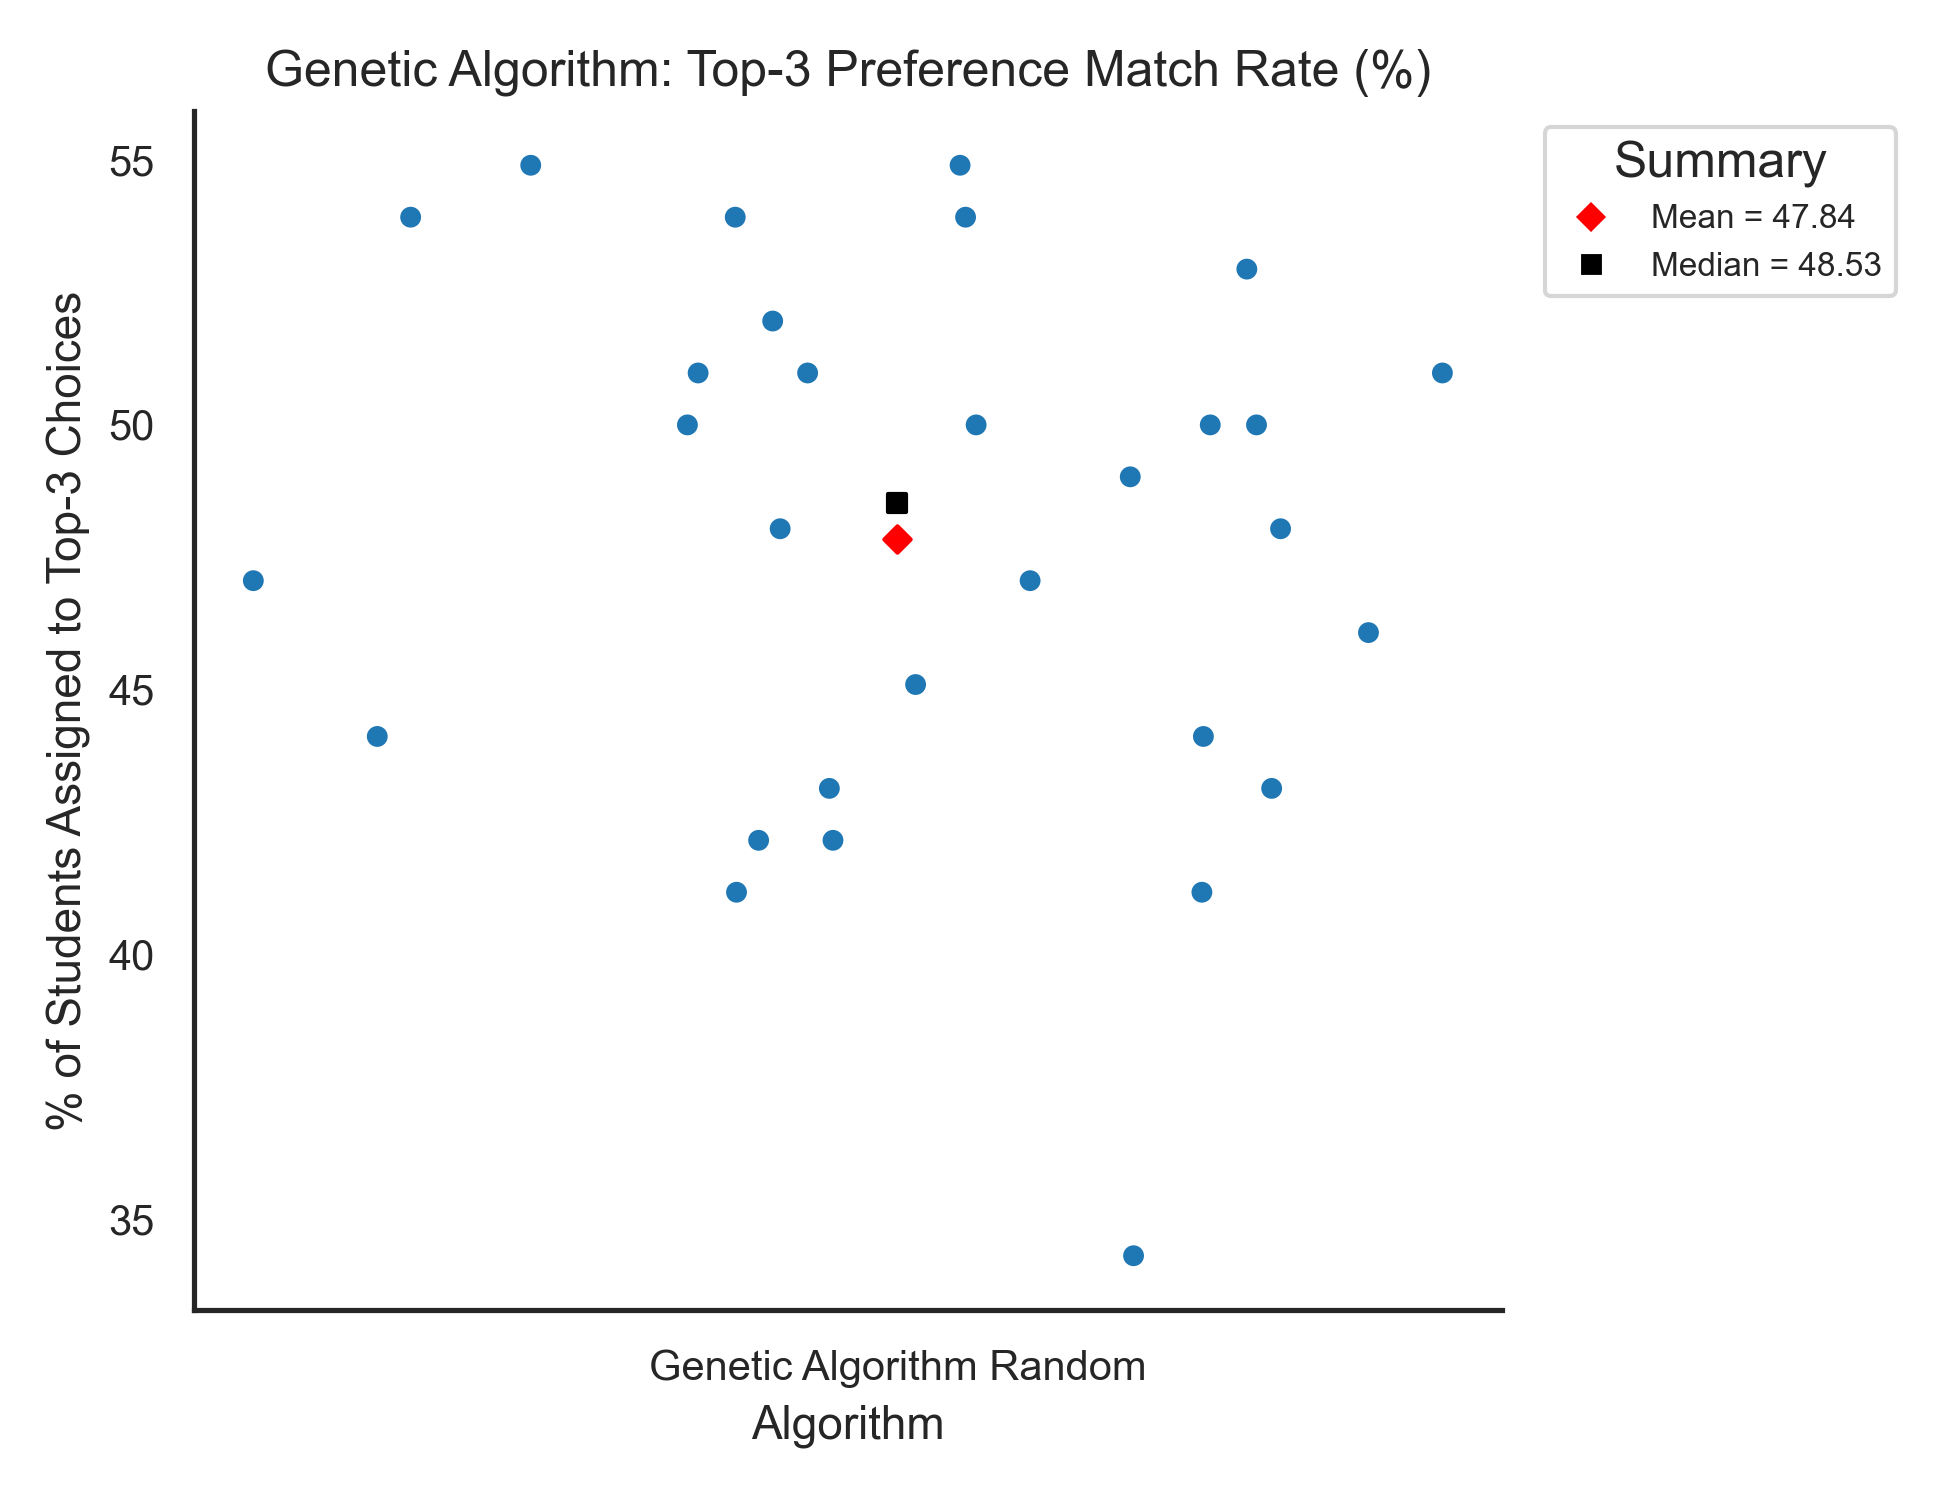 Genetic Algorithm: Top-3 Preference Match Rate (%)
Summary
Mean = 47.84
Median = 48.53
% of Students Assigned to Top-3 Choices
55
50
45
40
35
Genetic Algorithm Random
Algorithm